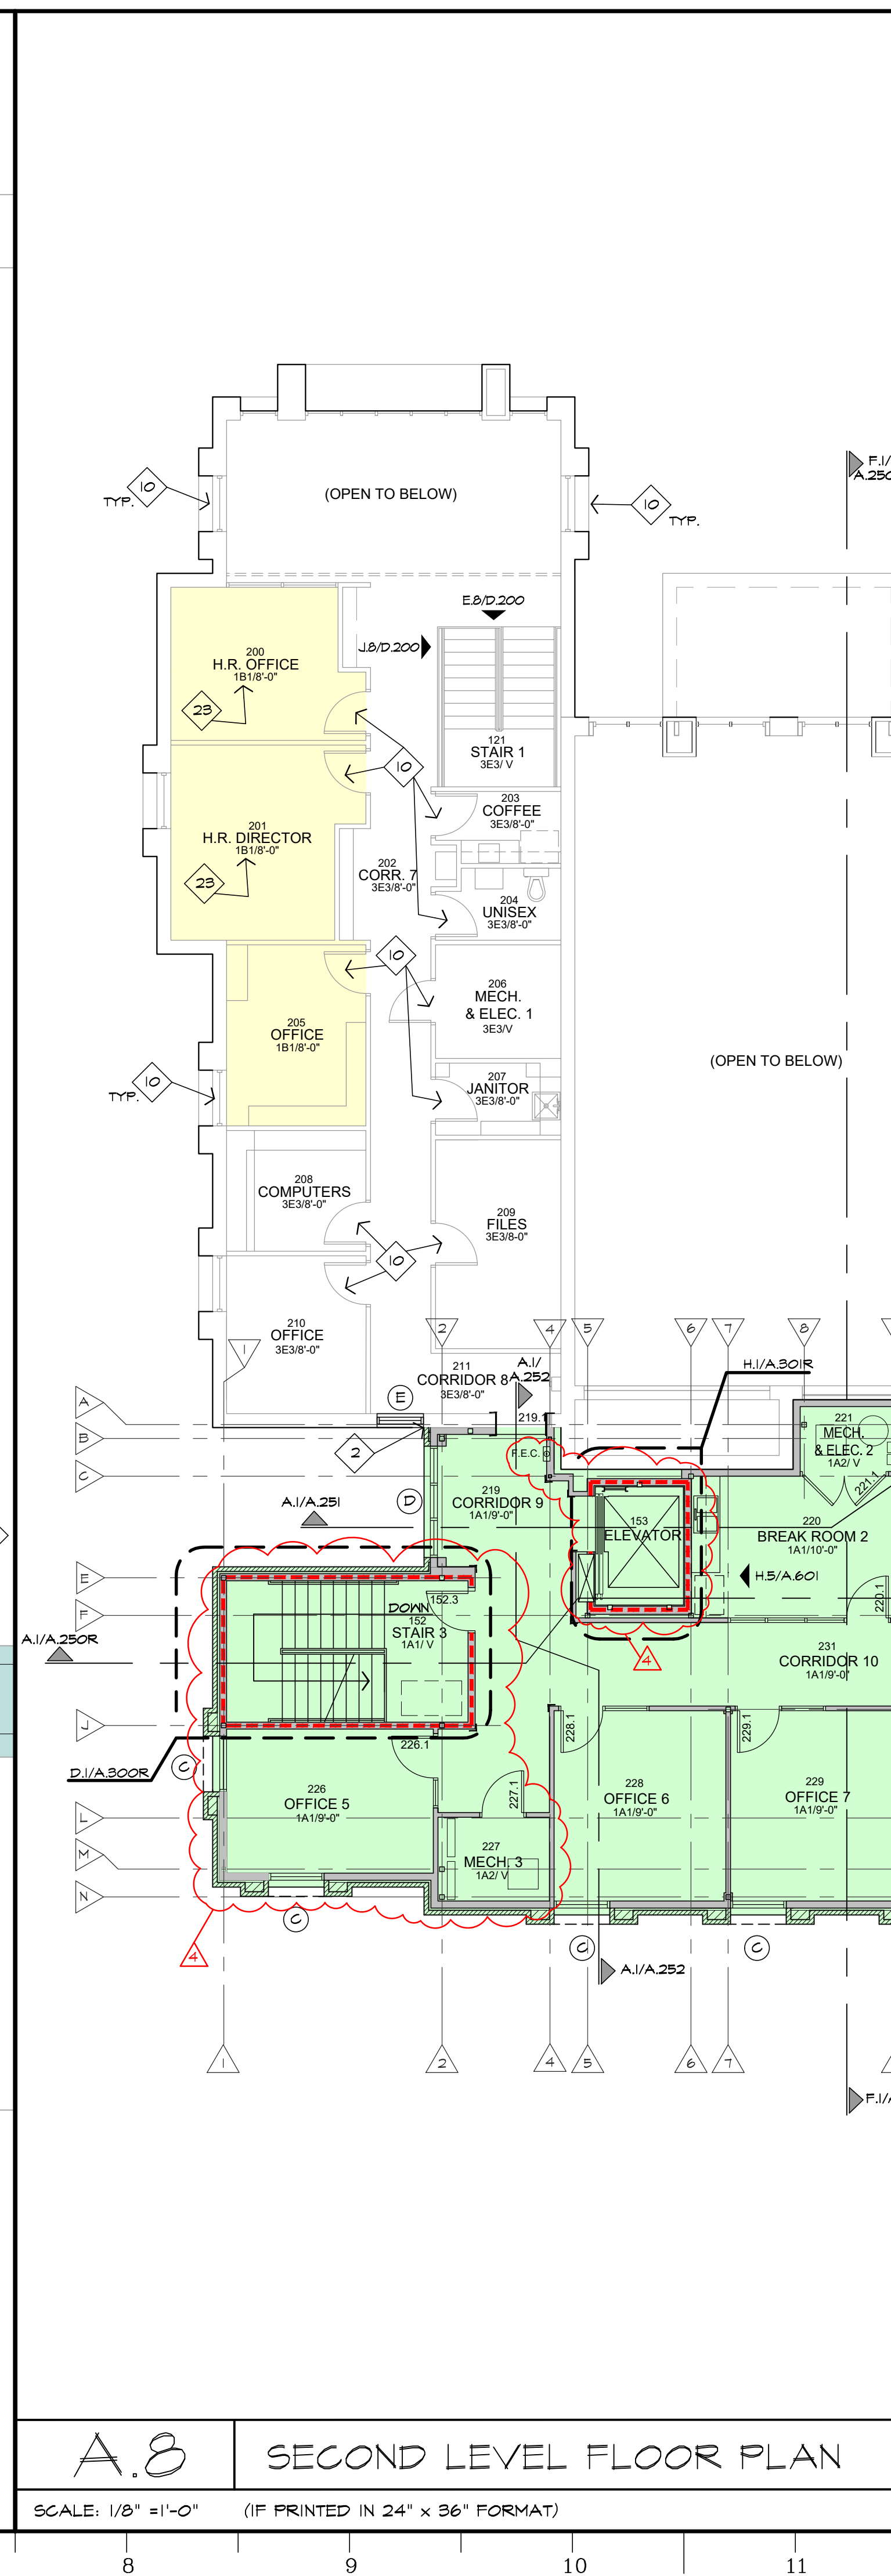 F.1/
A.250
10
TYP.
(OPEN TO BELOW)
10
TYP.
E.8/D.200
J.8/D.200
200
H.R. OFFICE
1B1/8'-0"
23
121
STAIR 1
3E3/ V
10
203
COFFEE
3E3/8'-0"
201
H.R. DIRECTOR
1B1/8'-0"
23
202
CORR. 7
3E3/8'-0"
204
UNISEX
3E3/8'-0"
10
206
MECH.
& ELEC. 1
3E3/V
205
OFFICE
1B1/8'-0"
(OPEN TO BELOW)
10
TYP.
207
JANITOR
3E3/8'-0"
208
COMPUTERS
3E3/8'-0"
209
FILES
3E3/8-0"
10
210
OFFICE
3E3/8'-0"
1
2
4
5
6
7
8
211
CORRIDOR 8
3E3/8'-0"
A.1/
A.252
H.1/A.301R
E
A
B
C
2
219.1
F.E.C.
221
MECH.
& ELEC. 2
1A2/ V
221.1
D
219
CORRIDOR 9
1A1/9'-0"
A.1/A.251
153
ELEVATOR
220
BREAK ROOM 2
1A1/10'-0"
H.5/A.601
220.1
E
F
DOWN
152.3
152
STAIR 3
1A1/ V
A.1/A.250R
4
231
CORRIDOR 10
1A1/9'-0"
J
226.1
228.1
229.1
D.1/A.300R
C
226
OFFICE 5
1A1/9'-0"
227.1
228
OFFICE 6
1A1/9'-0"
229
OFFICE 7
1A1/9'-0"
L
M
N
227
MECH. 3
1A2/ V
C
C
C
4
A.1/A.252
1
2
4
5
6
7
F.1/
A.8
SECOND LEVEL FLOOR PLAN
SCALE: 1/8" =1'-0" (IF PRINTED IN 24" x 36" FORMAT)
8 9 10 11